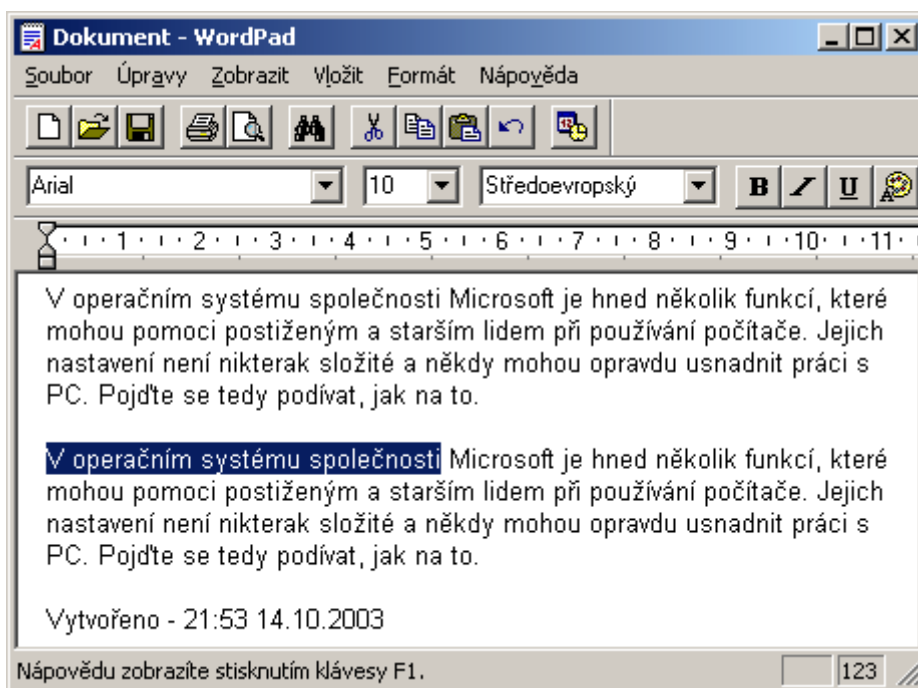 Dokument - WordPad
Soubor Úpravy Zobrazit Vložit Formát Nápověda
Arial 10 Středoevropský B I U
1 2 3 4 5 6 7 8 9 10 11
V operačním systému společnosti Microsoft je hned několik funkcí, které
mohou pomoci postiženým a starším lidem při používání počítače. Jejich
nastavení není nikterak složité a někdy mohou opravdu usnadnit práci s
PC. Pojďte se tedy podívat, jak na to.
V operačním systému společnosti Microsoft je hned několik funkcí, které
mohou pomoci postiženým a starším lidem při používání počítače. Jejich
nastavení není nikterak složité a někdy mohou opravdu usnadnit práci s
PC. Pojďte se tedy podívat, jak na to.
Vytvořeno - 21:53 14.10.2003
Nápovědu zobrazíte stisknutím klávesy F1. 123